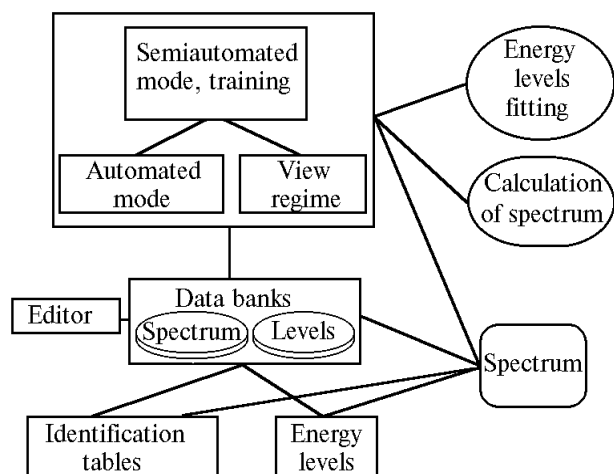 Semiautomated
mode, training
Automated
mode
View
regime
Energy
levels
fitting
Calculation
of spectrum
Data banks
Spectrum
Levels
Editor
Spectrum
Identification
tables
Energy
levels